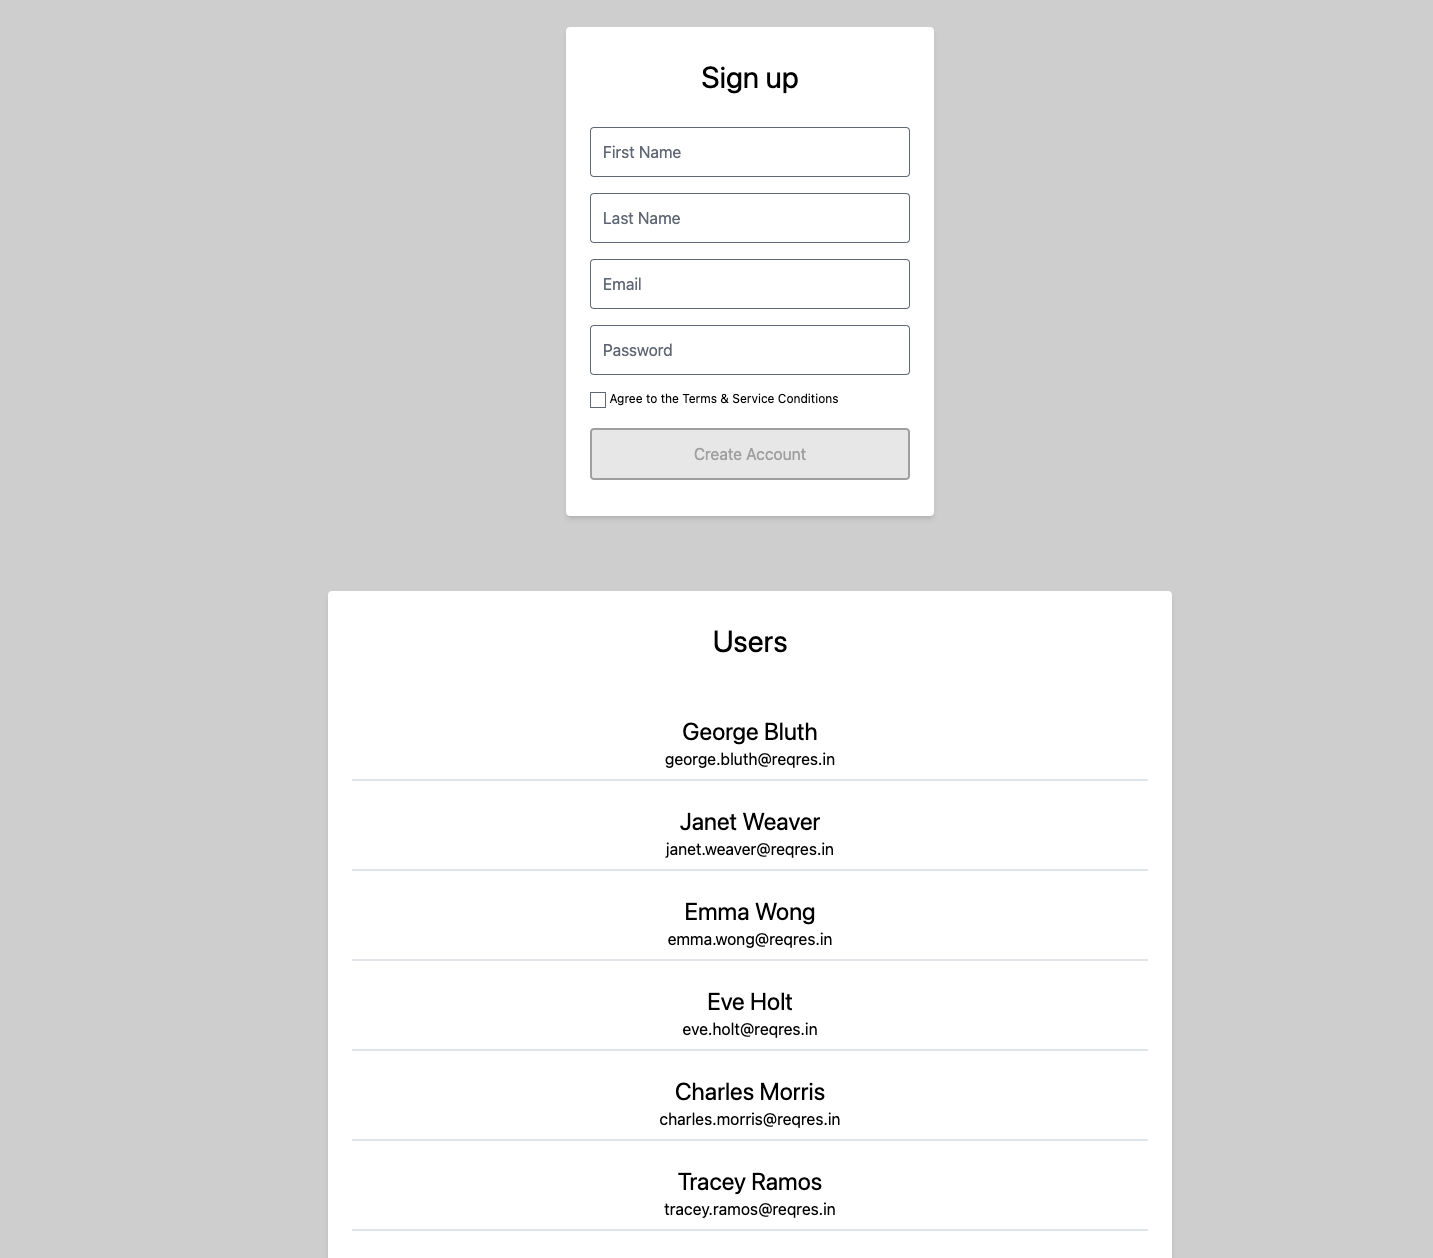 Sign up
First Name
Last Name
Email
Password
Agree to the Terms & Service Conditions
Create Account
Users
George Bluth
george.bluth@reqres.in
Janet Weaver
janet.weaver@reqres.in
Emma Wong
emma.wong@reqres.in
Eve Holt
eve.holt@reqres.in
Charles Morris
charles.morris@reqres.in
Tracey Ramos
tracey.ramos@reqres.in